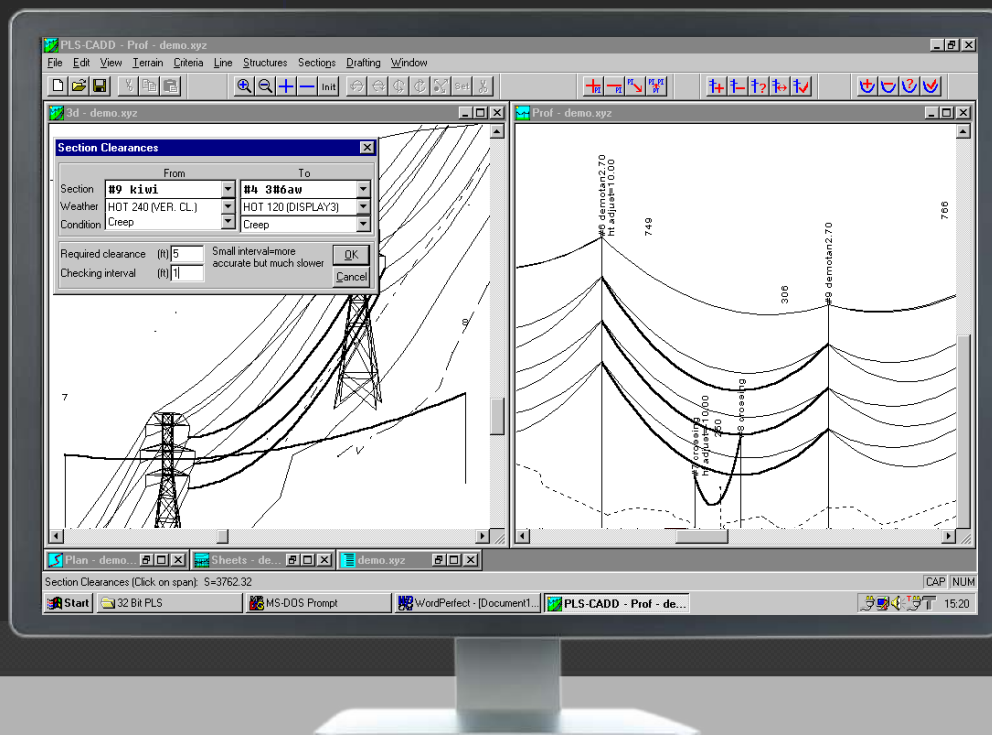 PLS-CADD - Prof - demo.xyz
File Edit View Terrain Criteria Line Structures Sections Drafting Window
Init Set
3d - demo.xyz
Prof - demo.xyz
Section Clearances
From To
Section #9 kiwi #4 3#6aw
Weather HOT 240 (VER. CL.) HOT 120 (DISPLAY3)
Condition Creep Creep
Required clearance (ft) 5
Checking interval (ft) 1
Small interval=more
accurate but much slower
OK
Cancel
7
8
#6 demotan2.70
ht adjust=10.00
749
306
#9 demotan2.70
766
#7 crossing
ht adjust=10.00
260
#8 crossing
Plan - demo...
Sheets - de...
demo.xyz
Section Clearances (Click on span): S=3762.32
CAP NUM
Start
32 Bit PLS
MS-DOS Prompt
WordPerfect - [Document1...
PLS-CADD - Prof - de...
15:20